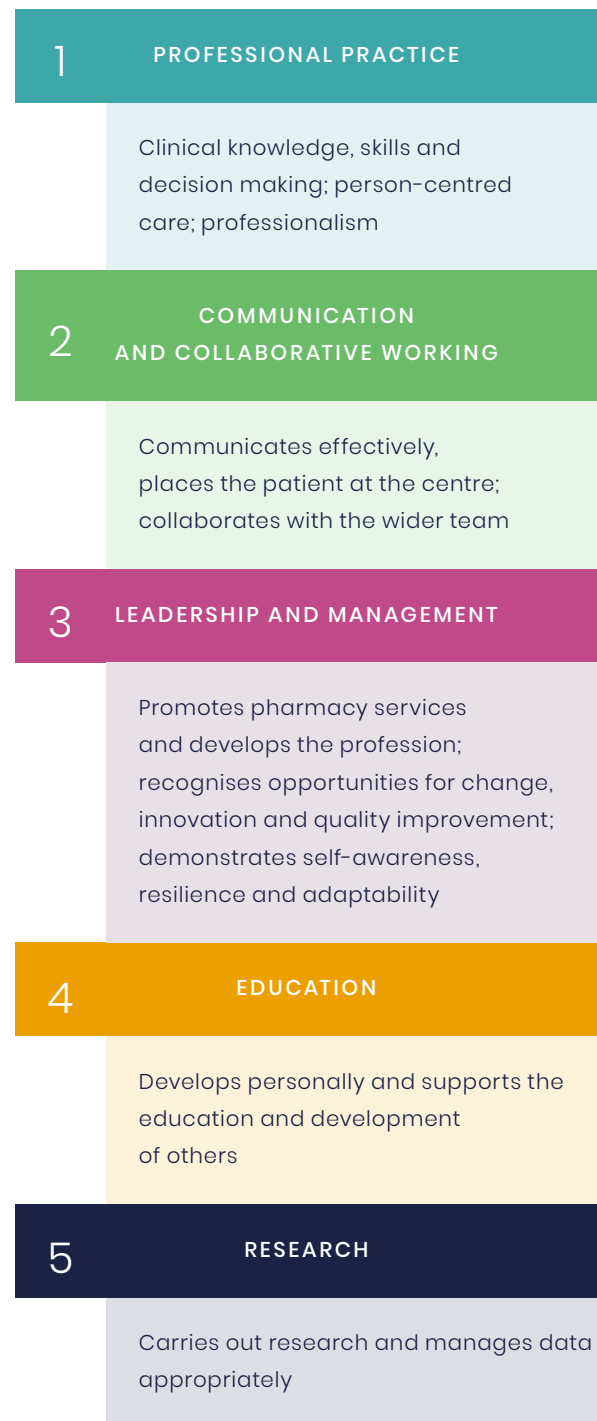 1 PROFESSIONAL PRACTICE
Clinical knowledge, skills and
decision making; person-centred
care; professionalism
2 COMMUNICATION
AND COLLABORATIVE WORKING
Communicates effectively,
places the patient at the centre;
collaborates with the wider team
3 LEADERSHIP AND MANAGEMENT
Promotes pharmacy services
and develops the profession;
recognises opportunities for change,
innovation and quality improvement;
demonstrates self-awareness,
resilience and adaptability
4 EDUCATION
Develops personally and supports the
education and development
of others
5 RESEARCH
Carries out research and manages data
appropriately